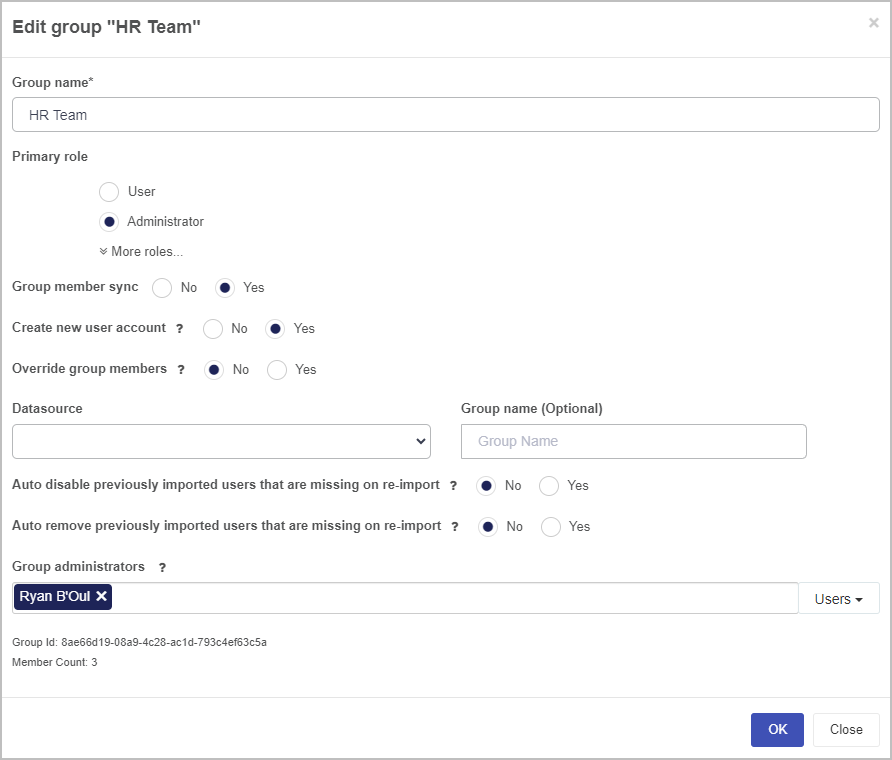 Edit group "HR Team"
×
Group name*
HR Team
Primary role
User
Administrator
More roles...
Group member sync No Yes
Create new user account ? No Yes
Override group members ? No Yes
Datasource Group name (Optional)
Group Name
Auto disable previously imported users that are missing on re-import ? No Yes
Auto remove previously imported users that are missing on re-import ? No Yes
Group administrators ?
Ryan B'Oul × Users
Group Id: 8ae66d19-08a9-4c28-ac1d-793c4ef63c5a
Member Count: 3
OK Close